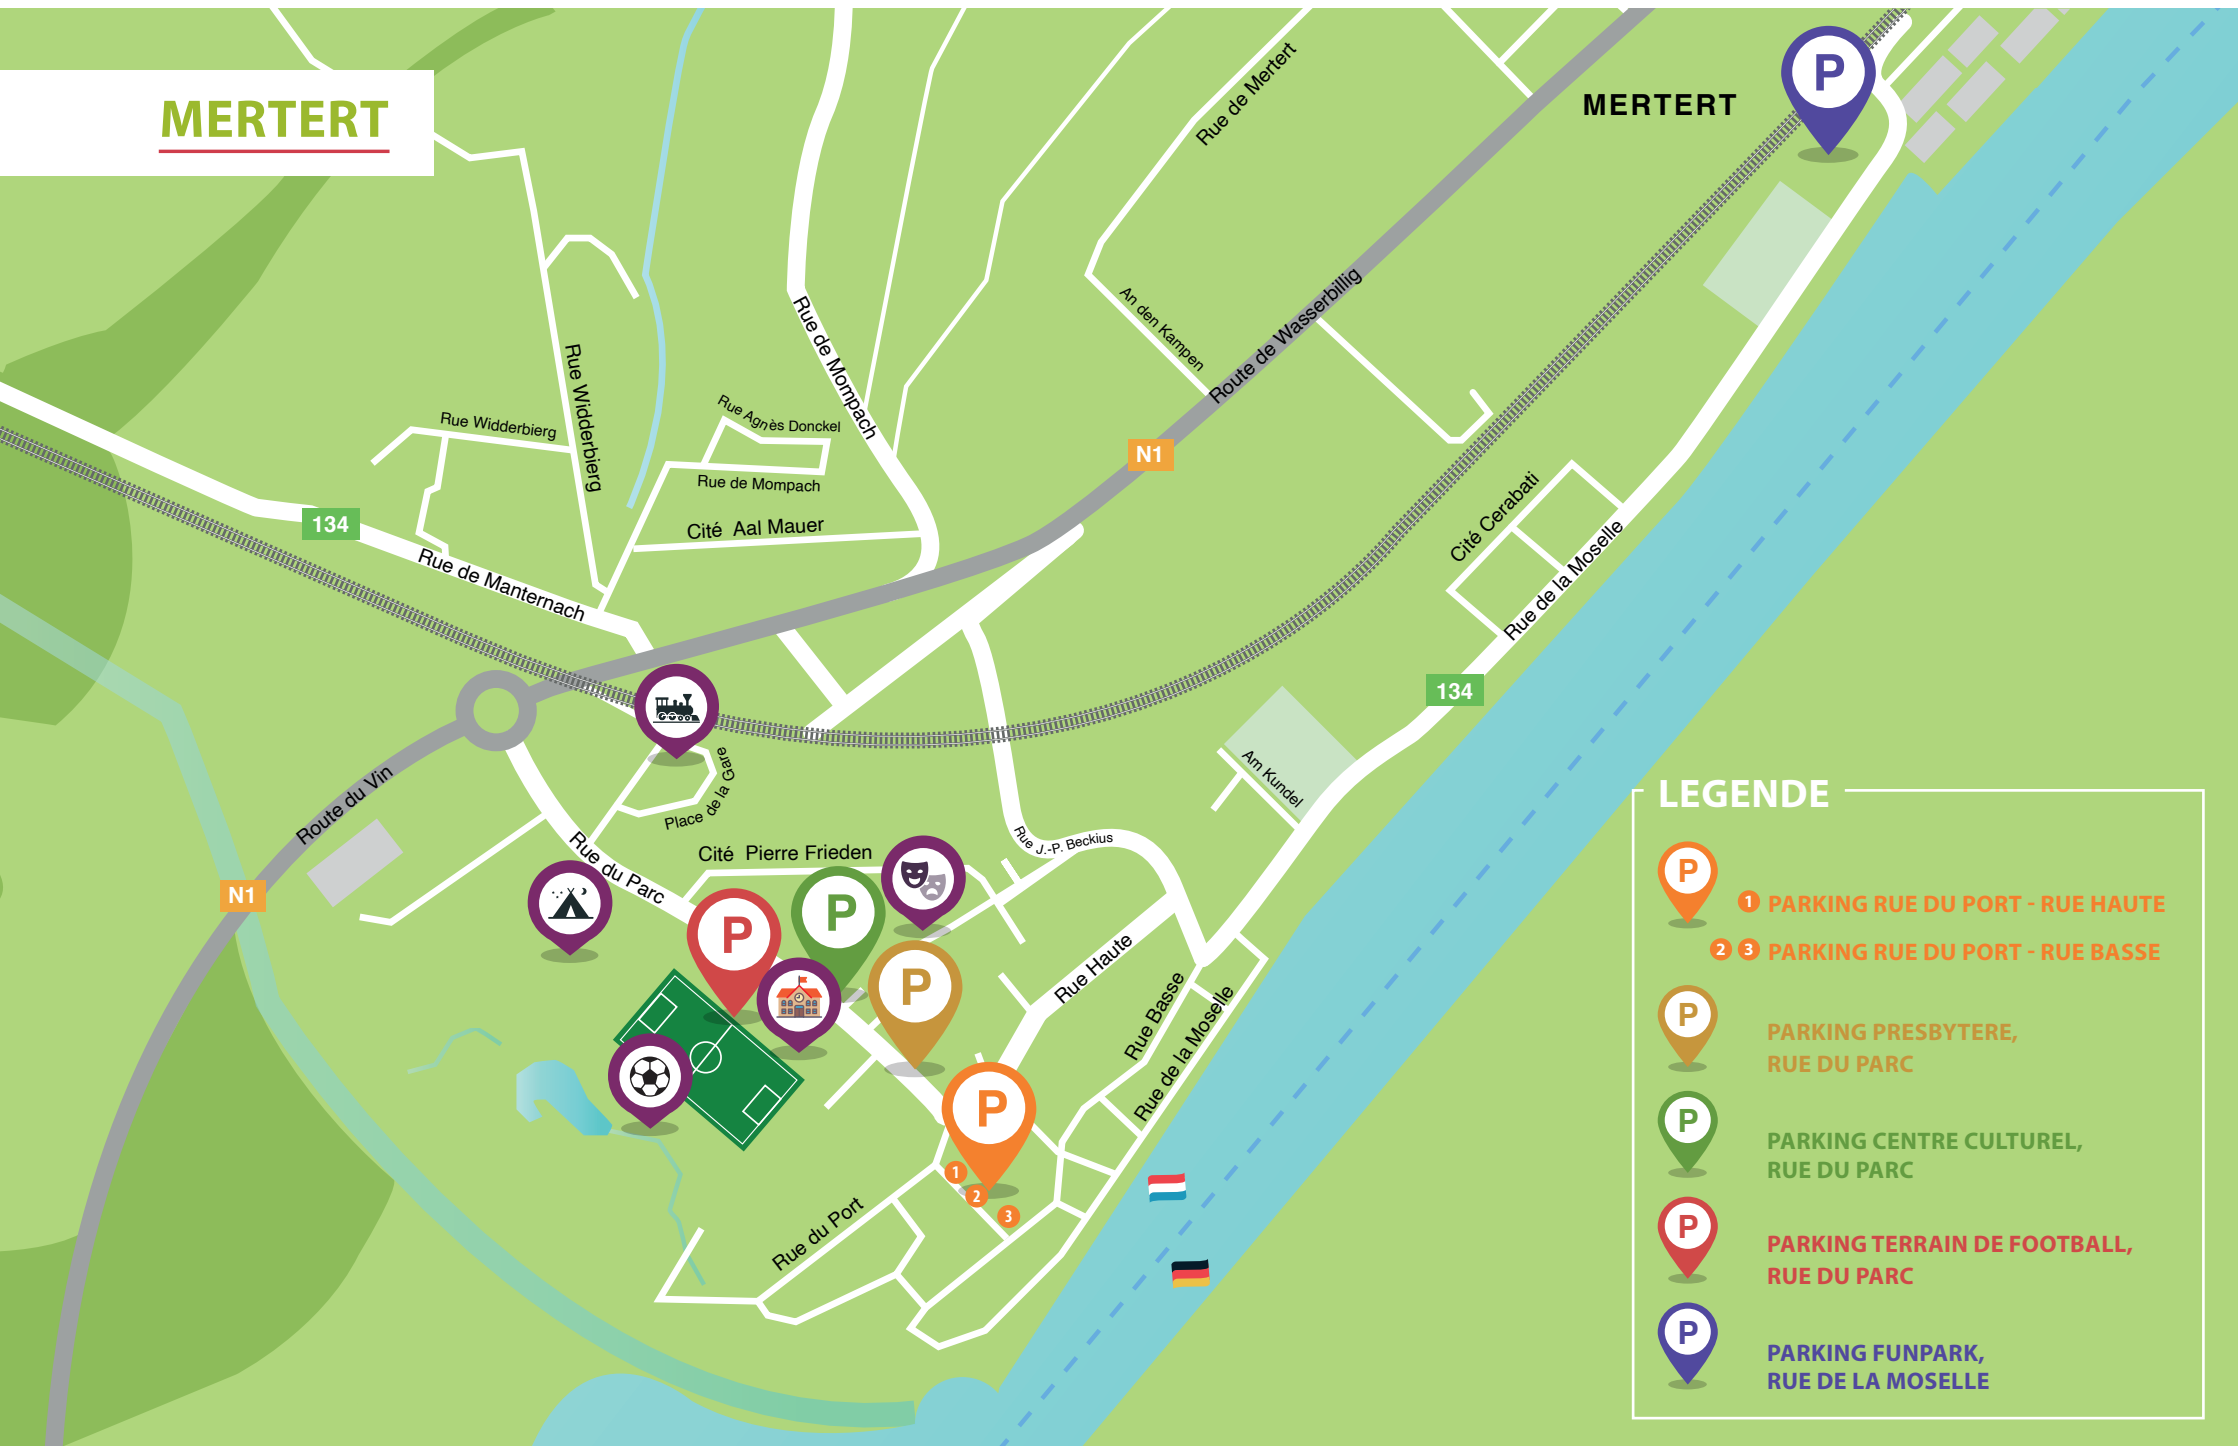 MERTERT
MERTERT
P
Rue de Mertert
An den Kampen
Route de Wasserbillig
Rue de Mompach
Rue Widderbierg
Rue Widderbierg
Rue Agnès Donckel
Rue de Mompach
Cité Aal Mauer
N1
134
Rue de Manternach
Cité Cerabati
Rue de la Moselle
134
Route du Vin
N1
Place de la Gare
Am Kundel
Rue J.-P. Beckius
Cité Pierre Frieden
Rue du Parc
P
P
P
Rue Haute
Rue Basse
Rue de la Moselle
P
1
2
3
Rue du Port
LEGENDE
P
1 PARKING RUE DU PORT - RUE HAUTE
2 3 PARKING RUE DU PORT - RUE BASSE
P
PARKING PRESBYTERE,
RUE DU PARC
P
PARKING CENTRE CULTUREL,
RUE DU PARC
P
PARKING TERRAIN DE FOOTBALL,
RUE DU PARC
P
PARKING FUNPARK,
RUE DE LA MOSELLE